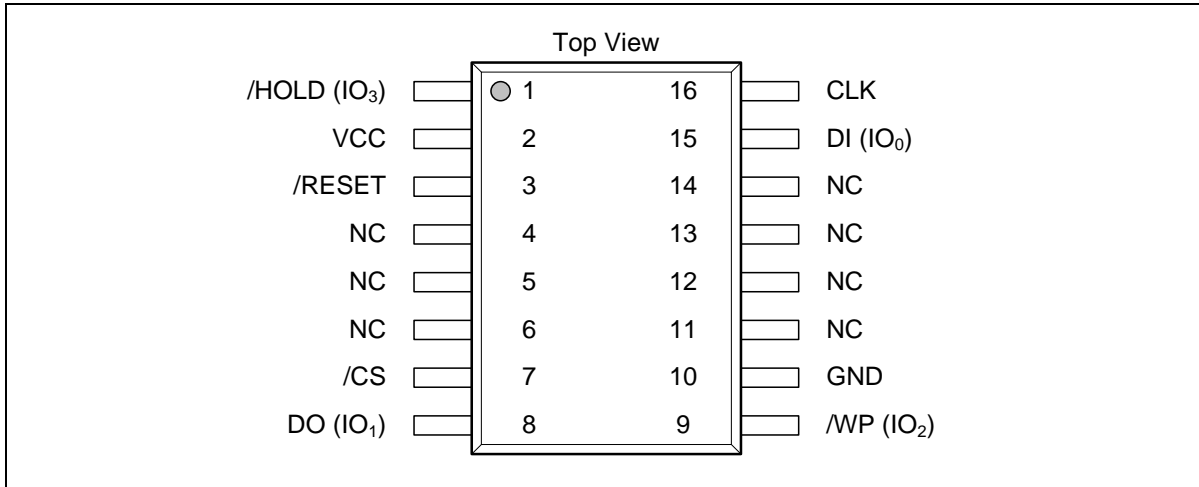 Top View
/HOLD (IO₃) 1 16 CLK
VCC 2 15 DI (IO₀)
/RESET 3 14 NC
NC 4 13 NC
NC 5 12 NC
NC 6 11 NC
/CS 7 10 GND
DO (IO₁) 8 9 /WP (IO₂)